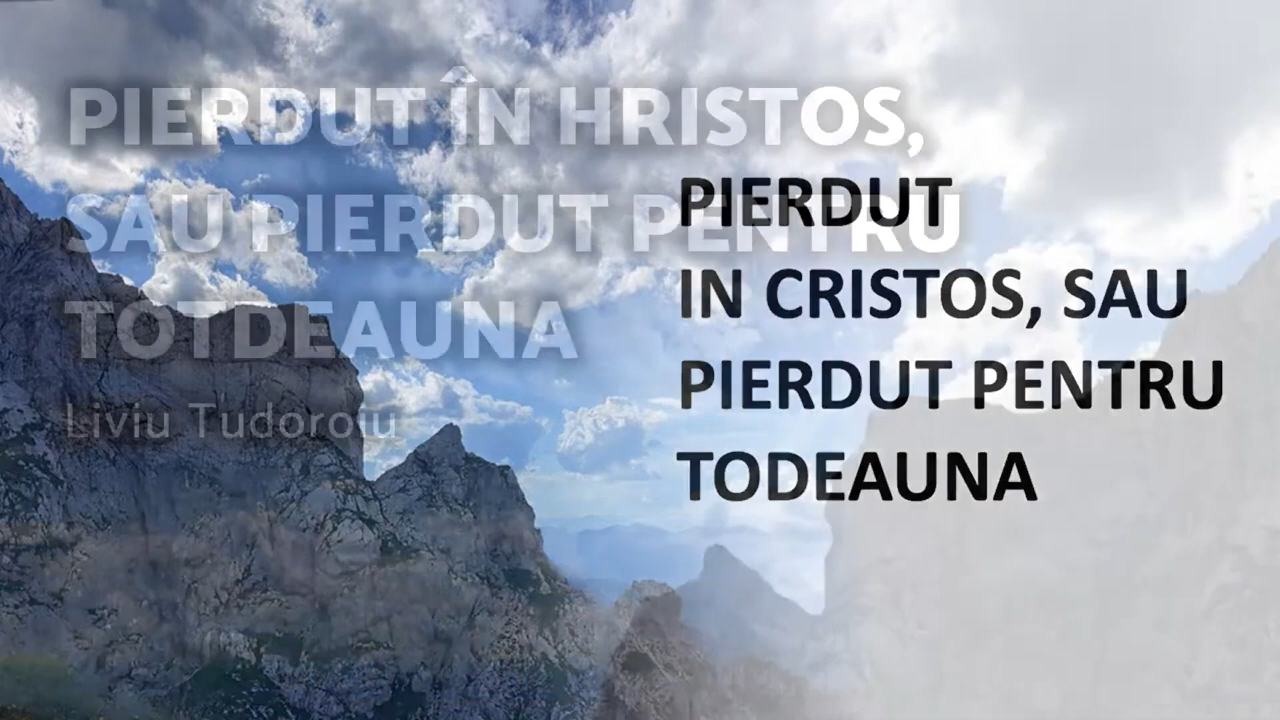 PIERDUT ÎN HRISTOS,
SAU PIERDUT PENTRU
TOTDEAUNA
Liviu Tudoroiu
PIERDUT
IN CRISTOS, SAU
PIERDUT PENTRU
TODEAUNA